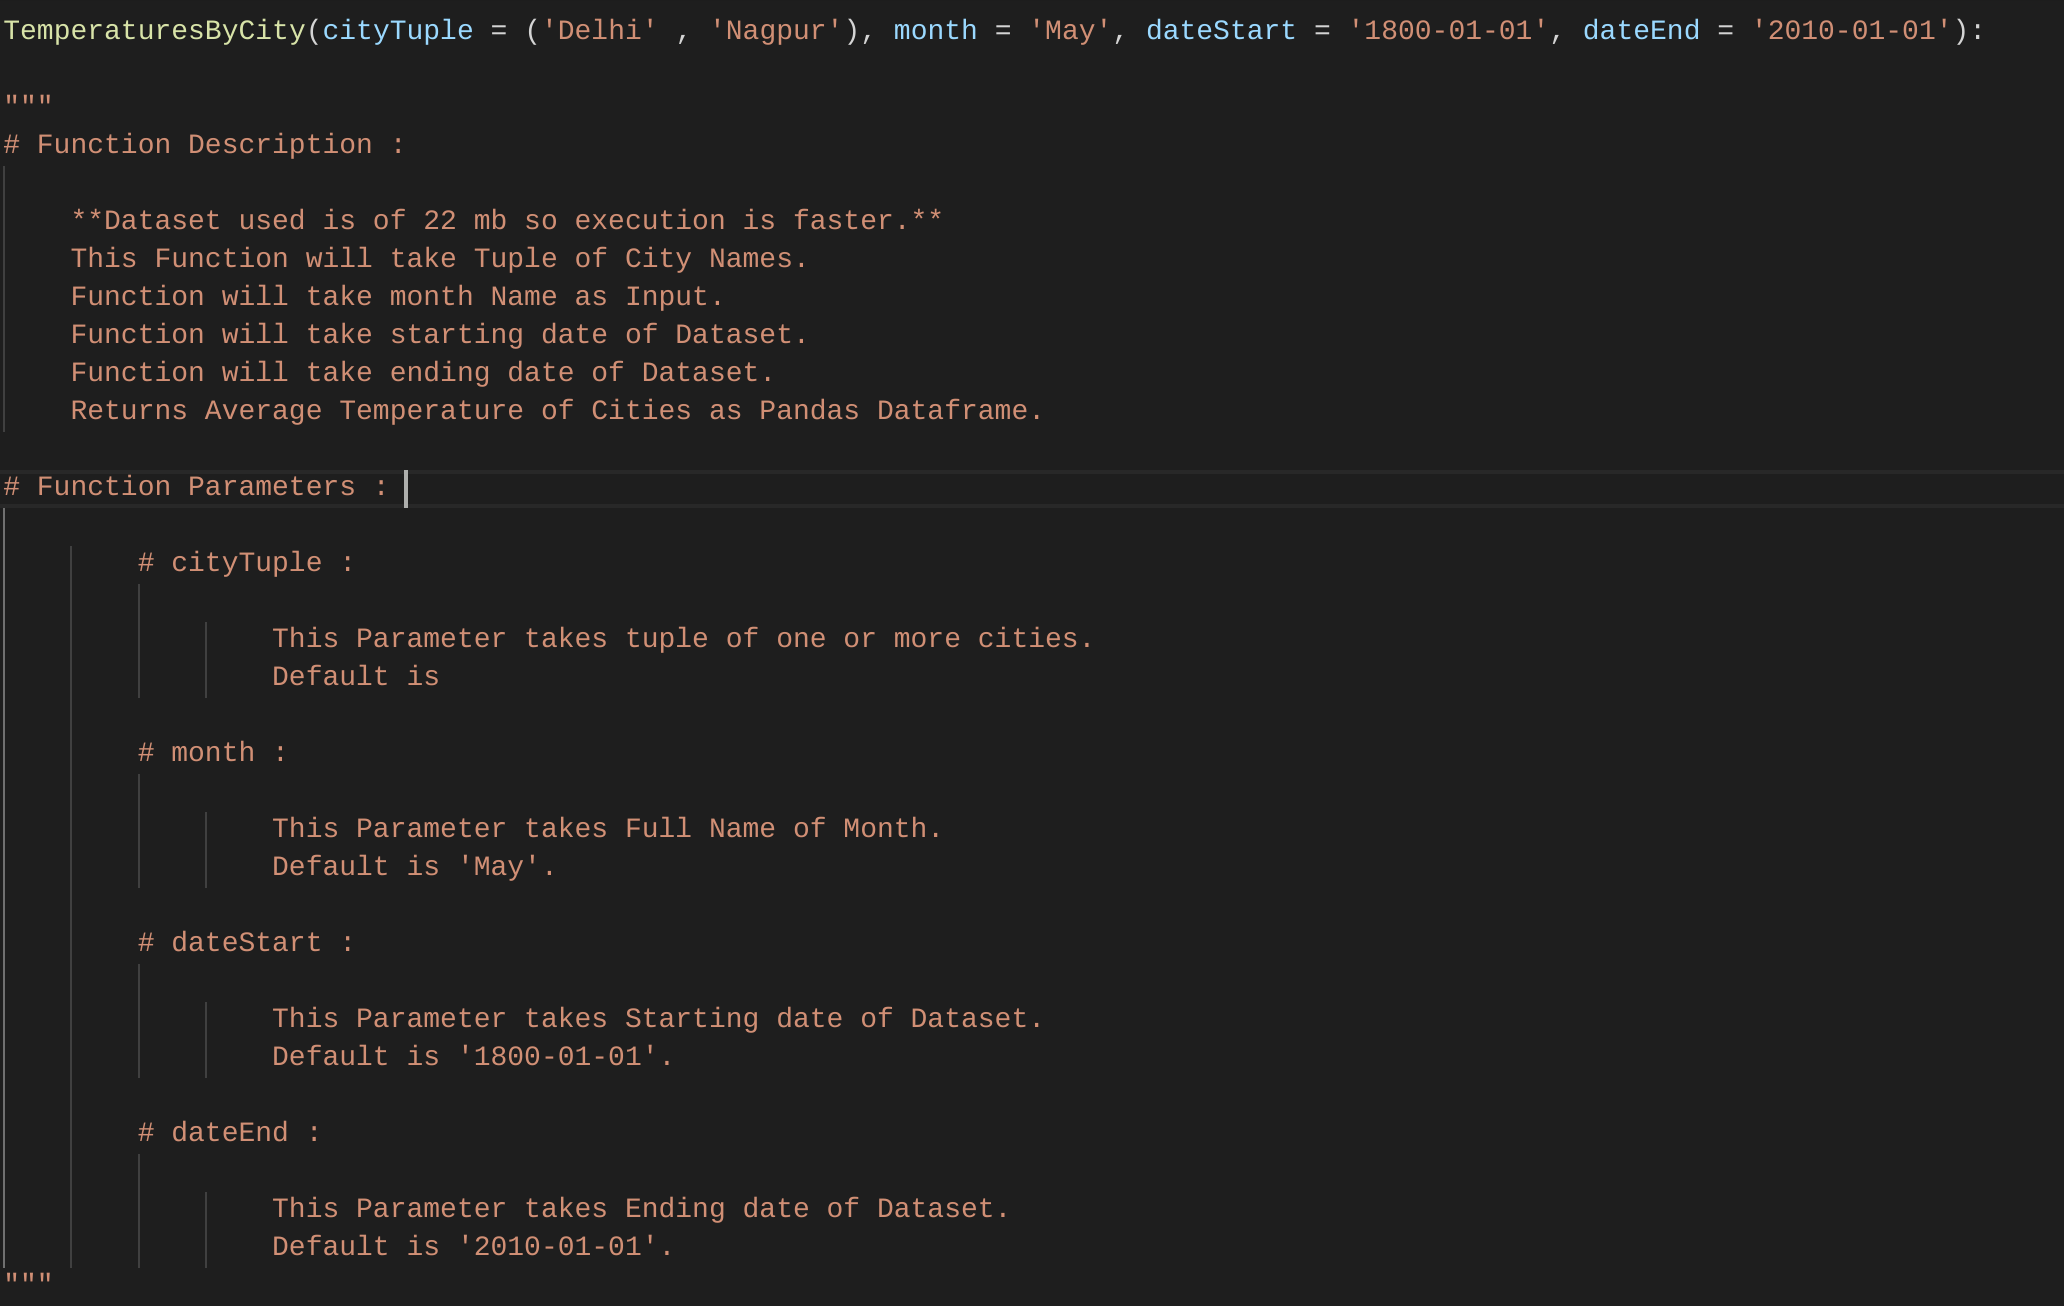 TemperaturesByCity(cityTuple = ('Delhi' , 'Nagpur'), month = 'May', dateStart = '1800-01-01', dateEnd = '2010-01-01'):
"""
# Function Description :
**Dataset used is of 22 mb so execution is faster.**
This Function will take Tuple of City Names.
Function will take month Name as Input.
Function will take starting date of Dataset.
Function will take ending date of Dataset.
Returns Average Temperature of Cities as Pandas Dataframe.
# Function Parameters :
# cityTuple :
This Parameter takes tuple of one or more cities.
Default is
# month :
This Parameter takes Full Name of Month.
Default is 'May'.
# dateStart :
This Parameter takes Starting date of Dataset.
Default is '1800-01-01'.
# dateEnd :
This Parameter takes Ending date of Dataset.
Default is '2010-01-01'.
"""